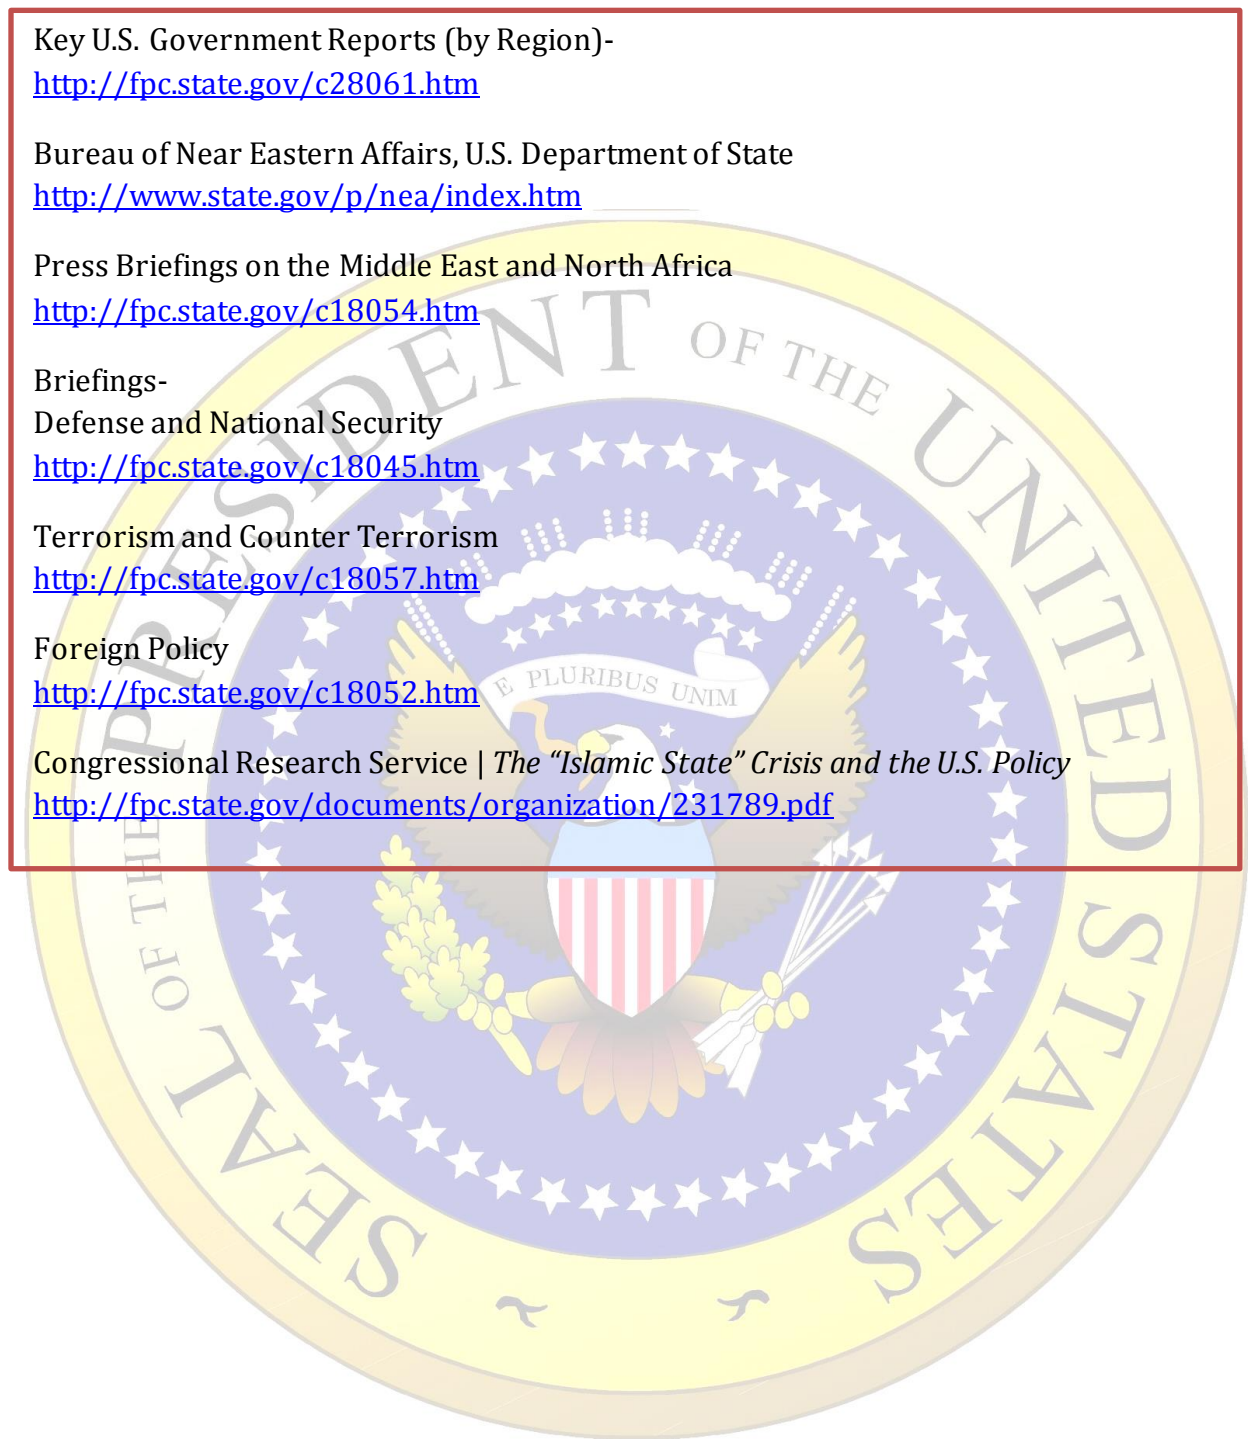 Key U.S. Government Reports (by Region)-
http://fpc.state.gov/c28061.htm
Bureau of Near Eastern Affairs, U.S. Department of State
http://www.state.gov/p/nea/index.htm
Press Briefings on the Middle East and North Africa
http://fpc.state.gov/c18054.htm
Briefings-
Defense and National Security
http://fpc.state.gov/c18045.htm
Terrorism and Counter Terrorism
http://fpc.state.gov/c18057.htm
Foreign Policy
http://fpc.state.gov/c18052.htm
Congressional Research Service | The “Islamic State” Crisis and the U.S. Policy
http://fpc.state.gov/documents/organization/231789.pdf
SEAL OF THE PRESIDENT OF THE UNITED STATES
E PLURIBUS UNIM